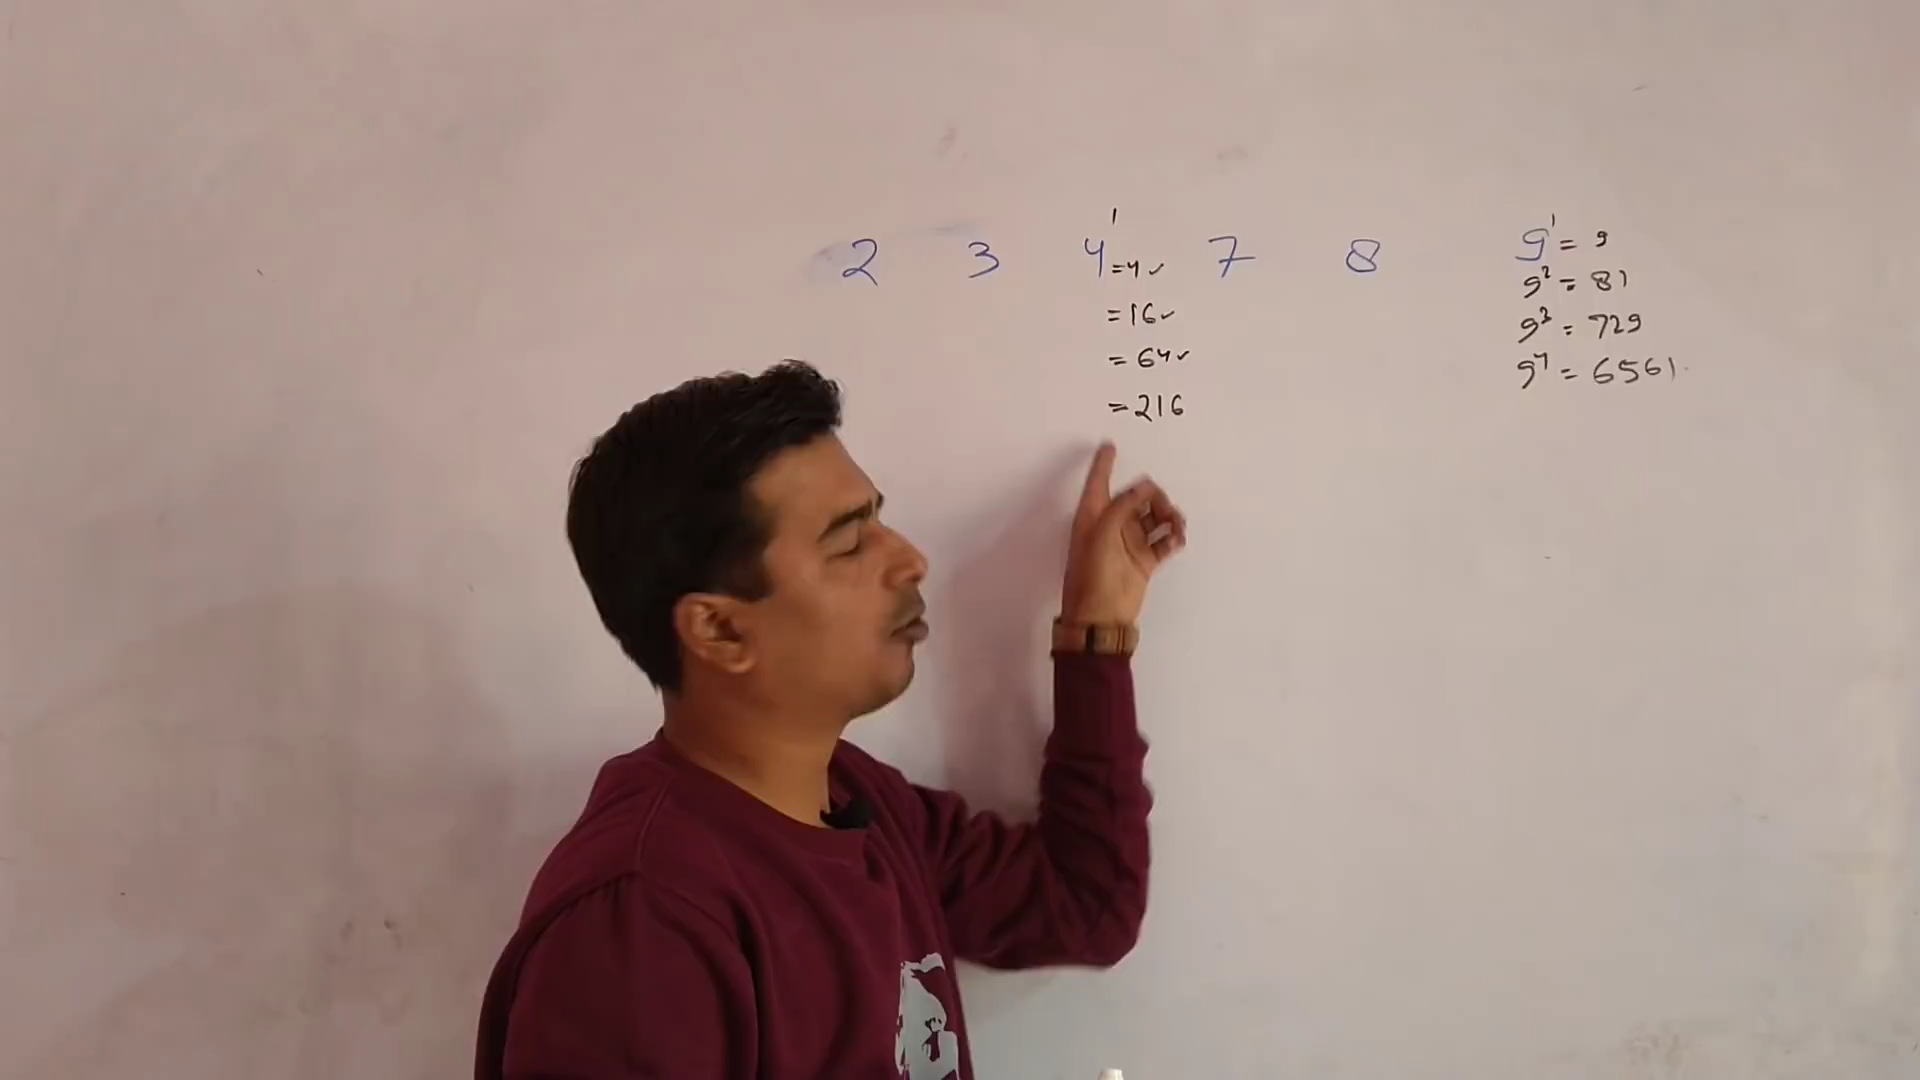 2 3 4¹ = 4 ✓ 7 8 9¹ = 9
= 16 ✓
= 64 ✓
= 216
9² = 81
9³ = 729
9⁴ = 6561